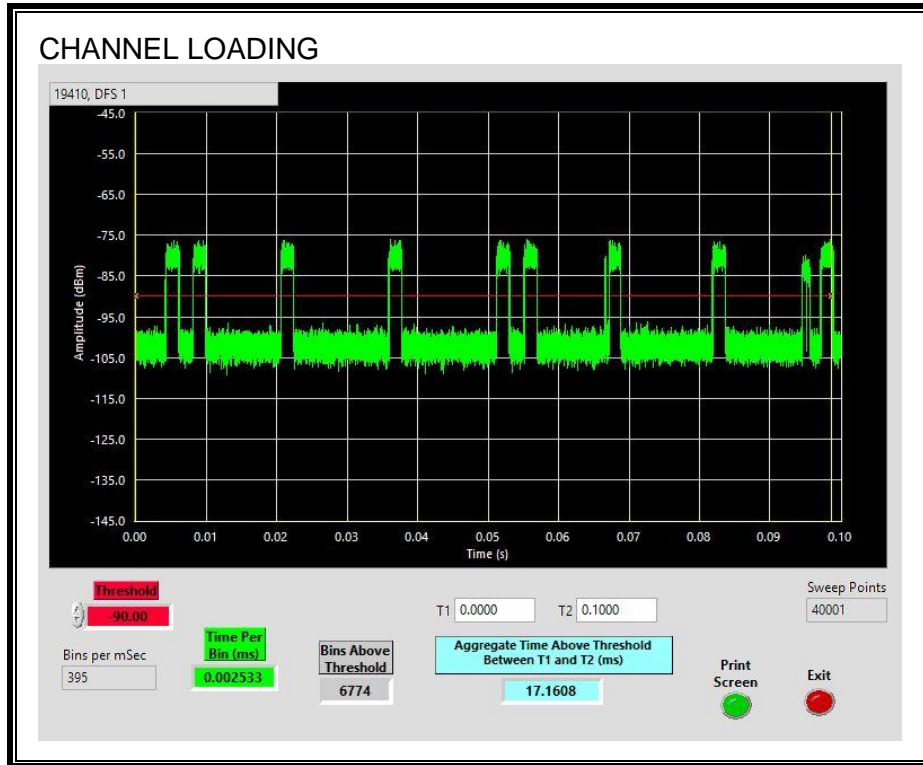 CHANNEL LOADING
19410, DFS 1
-45.0
-55.0
-65.0
-75.0
-85.0
-95.0
-105.0
-115.0
-125.0
-135.0
-145.0
Amplitude (dBm)
0.00 0.01 0.02 0.03 0.04 0.05 0.06 0.07 0.08 0.09 0.10
Time (s)
Threshold
-90.00
T1 0.0000 T2 0.1000
Sweep Points
40001
Bins per mSec
395
Time Per
Bin (ms)
0.002533
Bins Above
Threshold
6774
Aggregate Time Above Threshold
Between T1 and T2 (ms)
17.1608
Print
Screen
Exit